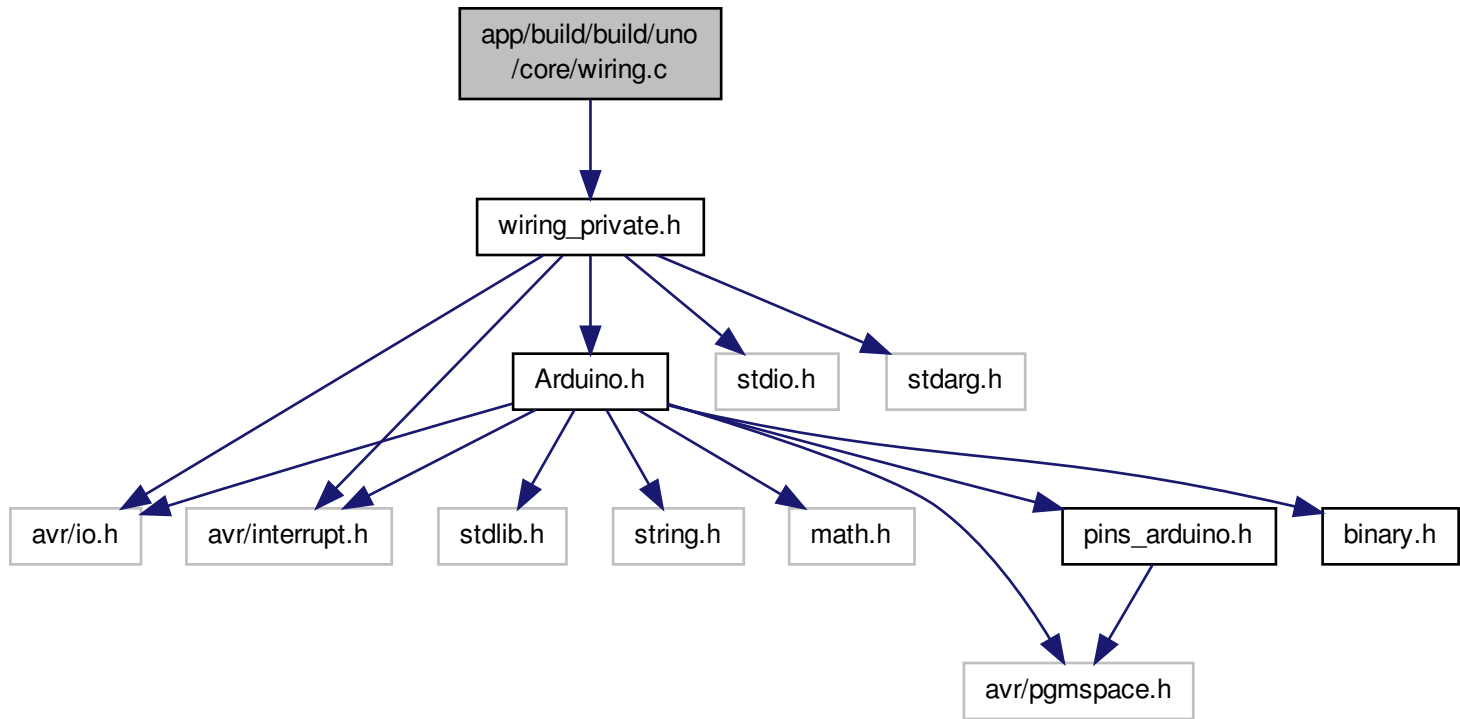 app/build/build/uno
/core/wiring.c
wiring_private.h
Arduino.h
stdio.h
stdarg.h
avr/io.h
avr/interrupt.h
stdlib.h
string.h
math.h
pins_arduino.h
binary.h
avr/pgmspace.h